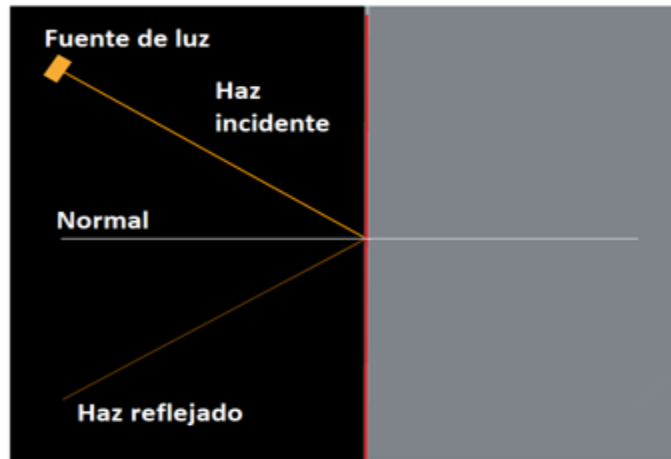 Fuente de luz
Haz
incidente
Normal
Haz reflejado